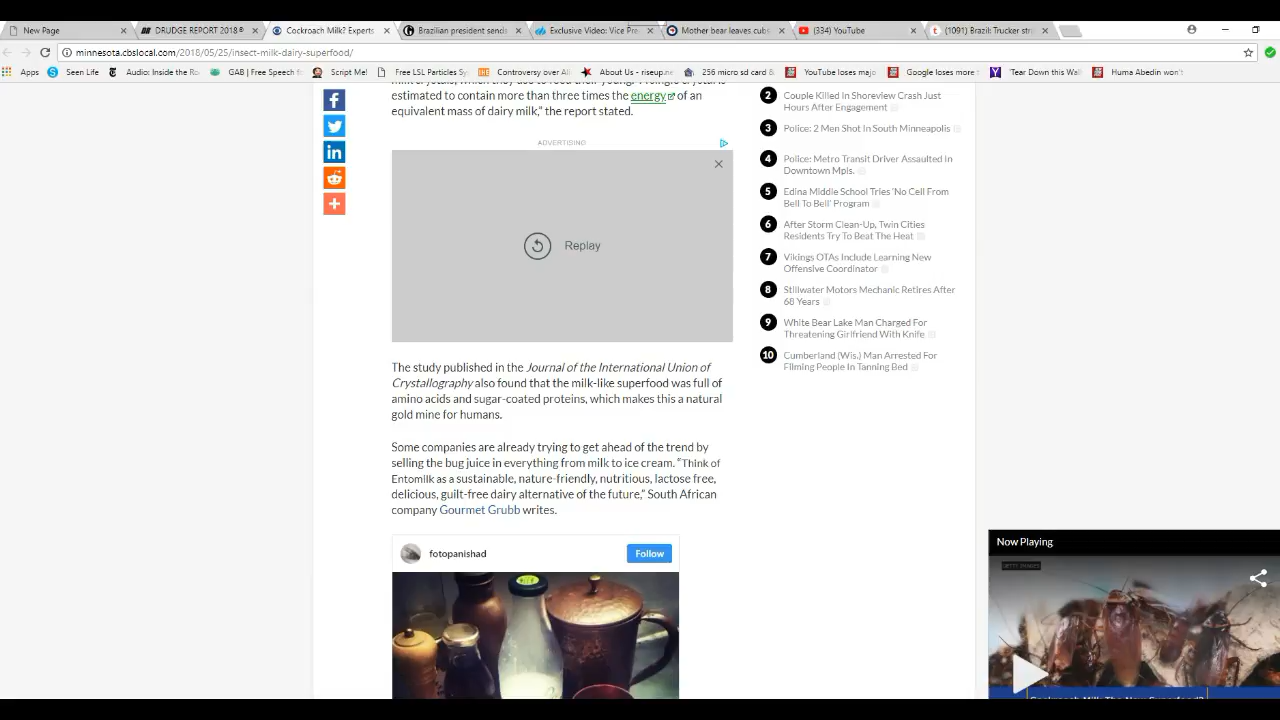 New Page
DRUDGE REPORT 2018®
Cockroach Milk? Experts
Brazilian president sends
Exclusive Video: Vice Pre
Mother bear leaves cubs
(334) YouTube
(1091) Brazil: Trucker str
minnesota.cbslocal.com/2018/05/25/insect-milk-dairy-superfood/
Apps
Seen Life
Audio: Inside the Ro
GAB | Free Speech f
Script Me!
Free LSL Particles Sy
Controversy over Al
About Us - riseup.ne
256 micro sd card 8
YouTube loses majo
Google loses more
'Tear Down this Wall
Huma Abedin won't
estimated to contain more than three times the energy of an
equivalent mass of dairy milk," the report stated.
ADVERTISING
Replay
The study published in the Journal of the International Union of
Crystallography also found that the milk-like superfood was full of
amino acids and sugar-coated proteins, which makes this a natural
gold mine for humans.
Some companies are already trying to get ahead of the trend by
selling the bug juice in everything from milk to ice cream. "Think of
Entomilk as a sustainable, nature-friendly, nutritious, lactose free,
delicious, guilt-free dairy alternative of the future," South African
company Gourmet Grubb writes.
fotopanishad
Follow
2 Couple Killed In Shoreview Crash Just
Hours After Engagement
3 Police: 2 Men Shot In South Minneapolis
4 Police: Metro Transit Driver Assaulted In
Downtown Mpls.
5 Edina Middle School Tries 'No Cell From
Bell To Bell' Program
6 After Storm Clean-Up, Twin Cities
Residents Try To Beat The Heat
7 Vikings OTAs Include Learning New
Offensive Coordinator
8 Stillwater Motors Mechanic Retires After
68 Years
9 White Bear Lake Man Charged For
Threatening Girlfriend With Knife
10 Cumberland (Wis.) Man Arrested For
Filming People In Tanning Bed
Now Playing
GETTY IMAGES
Cockroach Milk The New Superfood?